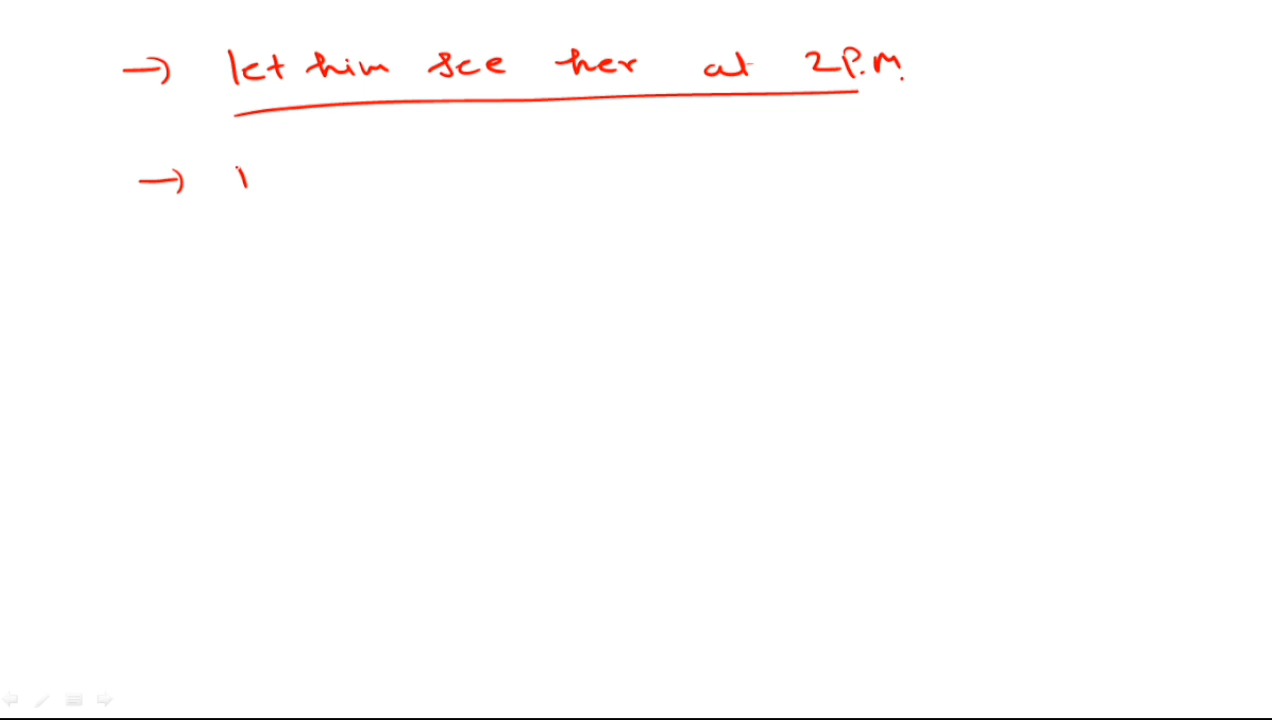 → let him see her at 2 P.M.
→